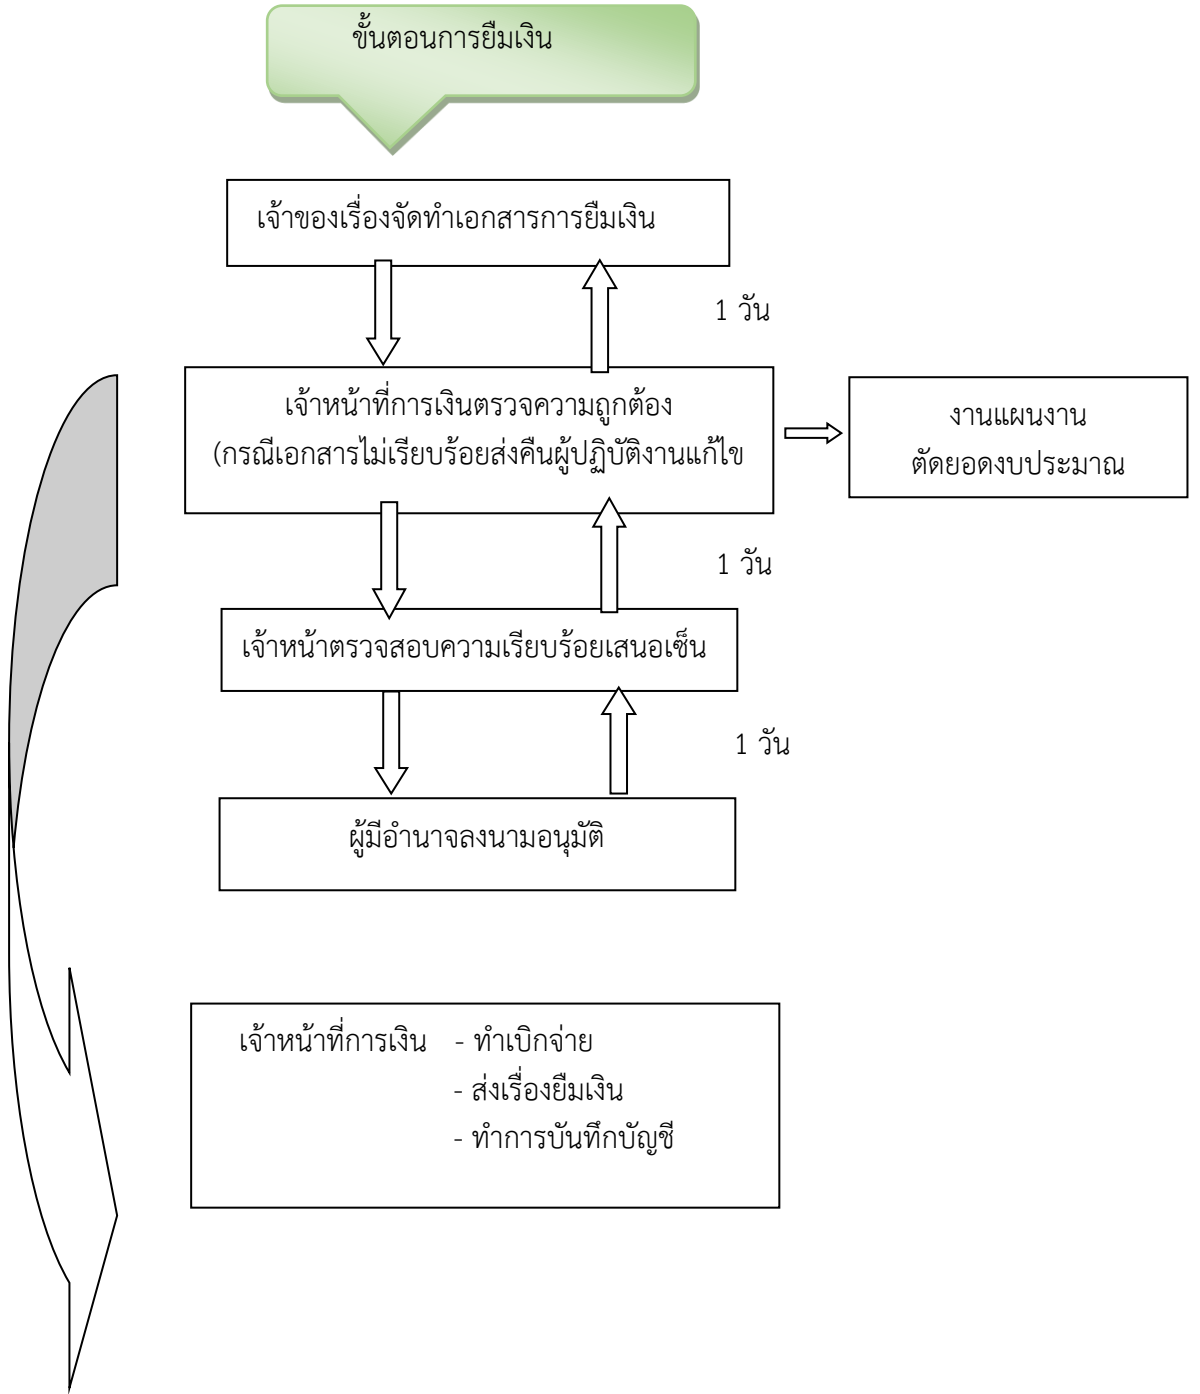 ขั้นตอนการยืมเงิน
เจ้าของเรื่องจัดทำเอกสารการยืมเงิน
1 วัน
เจ้าหน้าที่การเงินตรวจความถูกต้อง
(กรณีเอกสารไม่เรียบร้อยส่งคืนผู้ปฏิบัติงานแก้ไข
งานแผนงาน
ตัดยอดงบประมาณ
1 วัน
เจ้าหน้าตรวจสอบความเรียบร้อยเสนอเซ็น
1 วัน
ผู้มีอำนาจลงนามอนุมัติ
เจ้าหน้าที่การเงิน - ทำเบิกจ่าย
- ส่งเรื่องยืมเงิน
- ทำการบันทึกบัญชี